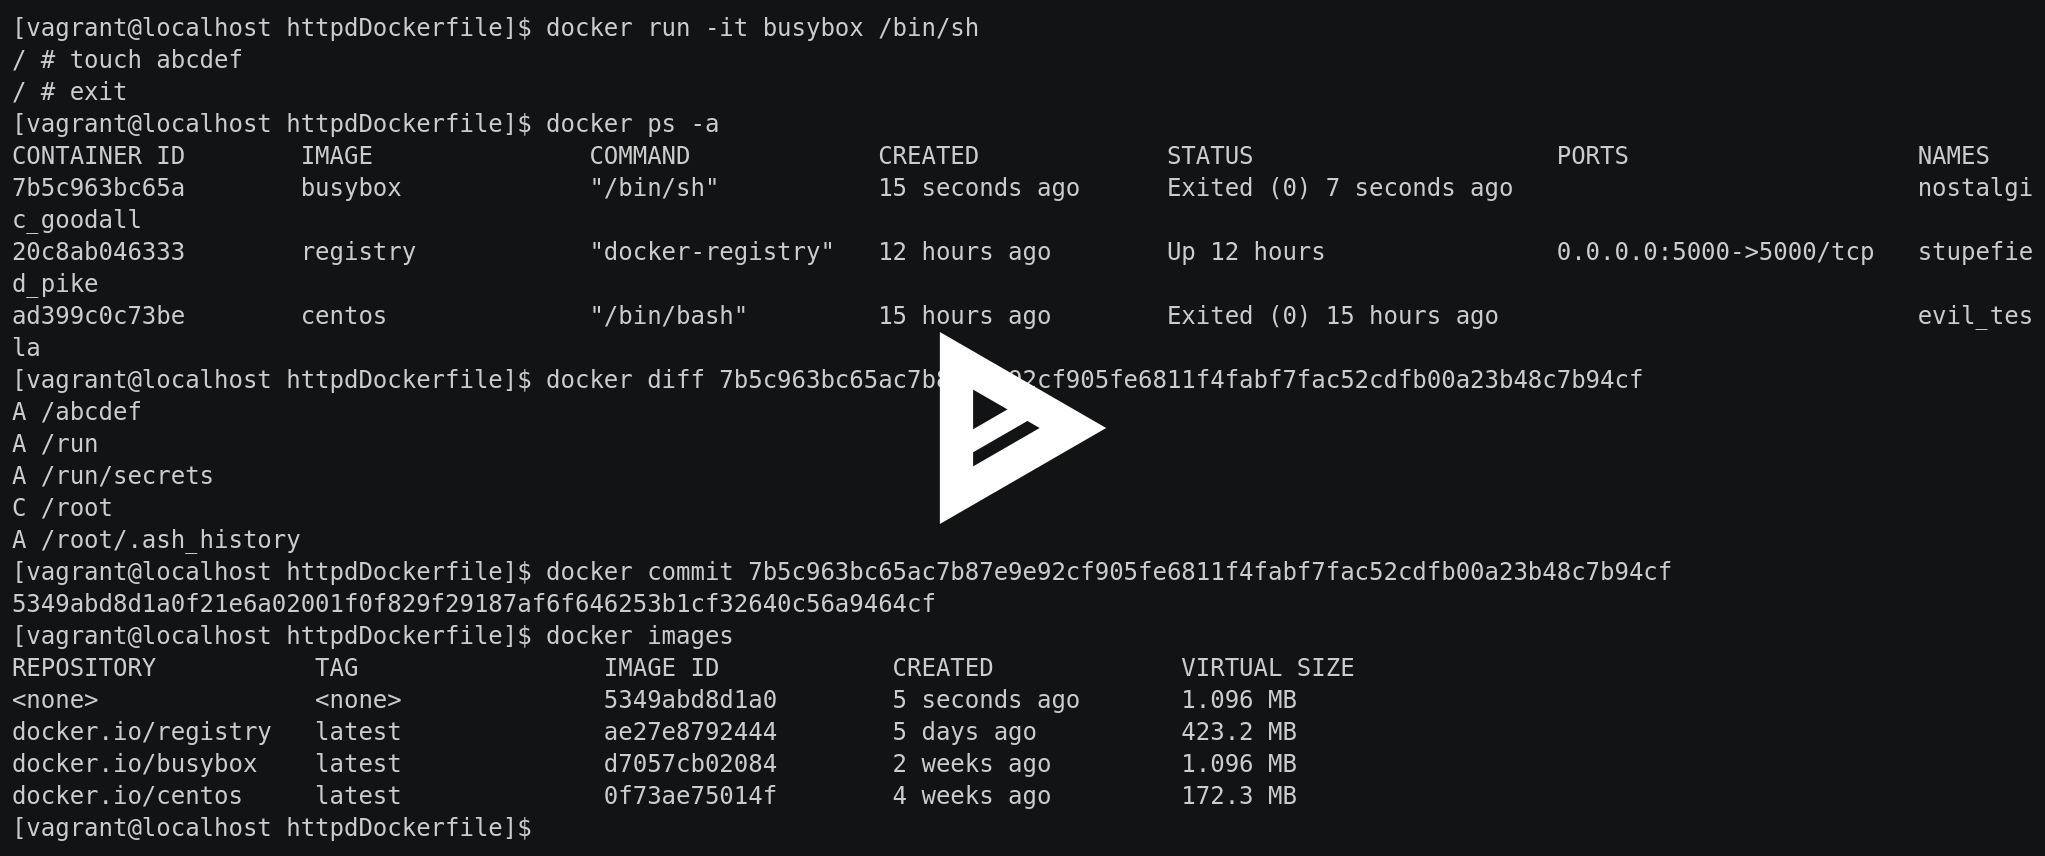 [vagrant@localhost httpdDockerfile]$ docker run -it busybox /bin/sh
/ # touch abcdef
/ # exit
[vagrant@localhost httpdDockerfile]$ docker ps -a
CONTAINER ID        IMAGE               COMMAND             CREATED             STATUS                     PORTS                    NAMES
7b5c963bc65a        busybox             "/bin/sh"           15 seconds ago      Exited (0) 7 seconds ago                            nostalgi
c_goodall
20c8ab046333        registry            "docker-registry"   12 hours ago        Up 12 hours                0.0.0.0:5000->5000/tcp   stupefie
d_pike
ad399c0c73be        centos              "/bin/bash"         15 hours ago        Exited (0) 15 hours ago                             evil_tes
la
[vagrant@localhost httpdDockerfile]$ docker diff
A /abcdef
A /run
A /run/secrets
C /root
A /root/.ash_history
[vagrant@localhost httpdDockerfile]$ docker commit 7b5c963bc65ac7b87e9e92cf905fe6811f4fabf7fac52cdfb00a23b48c7b94cf
5349abd8d1a0f21e6a02001f0f829f29187af6f646253b1cf32640c56a9464cf
[vagrant@localhost httpdDockerfile]$ docker images
REPOSITORY           TAG                 IMAGE ID            CREATED             VIRTUAL SIZE
<none>               <none>              5349abd8d1a0        5 seconds ago       1.096 MB
docker.io/registry   latest              ae27e8792444        5 days ago          423.2 MB
docker.io/busybox    latest              d7057cb02084        2 weeks ago         1.096 MB
docker.io/centos     latest              0f73ae75014f        4 weeks ago         172.3 MB
[vagrant@localhost httpdDockerfile]$